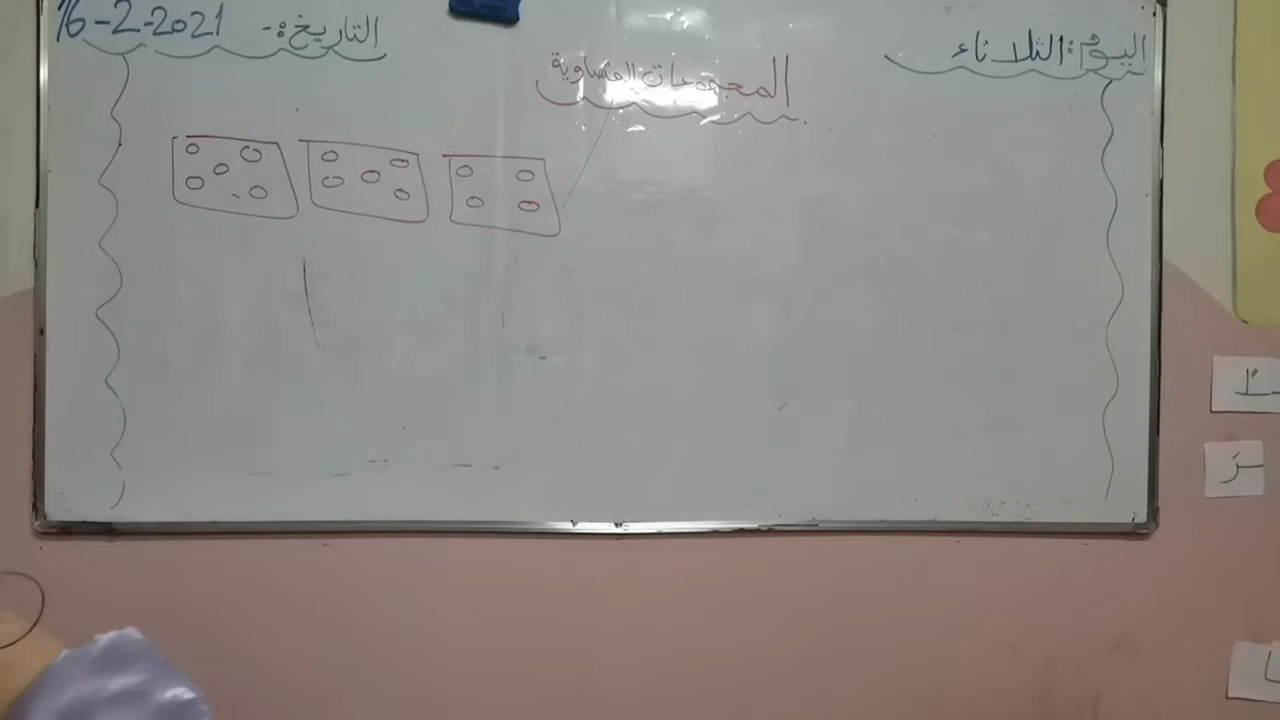 اليوم: الثلاثاء
التاريخ:- 16-2-2021
المجموعات المتساوية